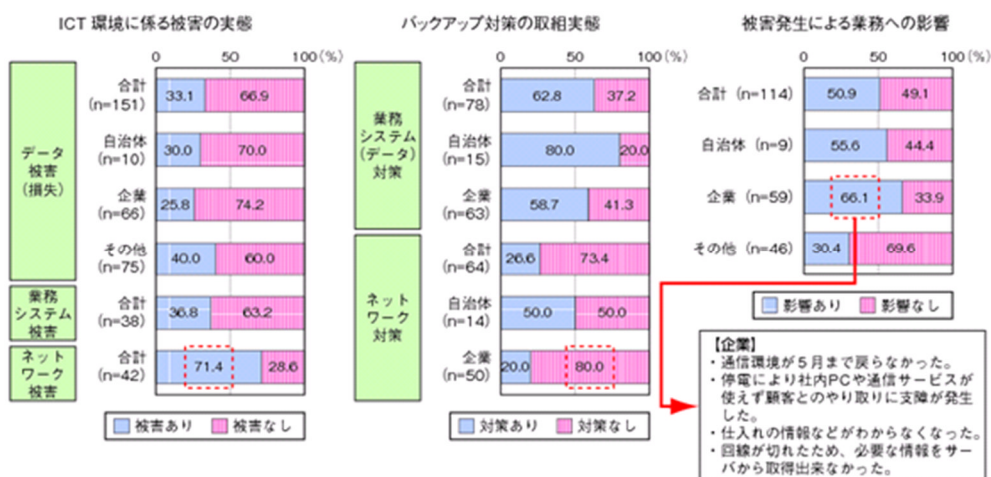 ICT 環境に係る被害の実態
0 50 100(%)
データ
被害
(損失)
合計
(n=151)
33.1 66.9
自治体
(n=10)
30.0 70.0
企業
(n=66)
25.8 74.2
その他
(n=75)
40.0 60.0
業務
システム
被害
合計
(n=38)
36.8 63.2
ネット
ワーク
被害
合計
(n=42)
71.4 28.6
被害あり 被害なし
バックアップ対策の取組実態
0 50 100(%)
業務
システム
(データ)
対策
合計
(n=78)
62.8 37.2
自治体
(n=15)
80.0 20.0
企業
(n=63)
58.7 41.3
ネット
ワーク
対策
合計
(n=64)
26.6 73.4
自治体
(n=14)
50.0 50.0
企業
(n=50)
20.0 80.0
対策あり 対策なし
被害発生による業務への影響
0 50 100(%)
合計 (n=114) 50.9 49.1
自治体 (n=9) 55.6 44.4
企業 (n=59) 66.1 33.9
その他 (n=46) 30.4 69.6
影響あり 影響なし
【企業】
・通信環境が5月まで戻らなかった。
・停電により社内PCや通信サービスが
使えず顧客とのやり取りに支障が発生
した。
・仕入れの情報などがわからなくなった。
・回線が切れたため、必要な情報をサー
バから取得出来なかった。